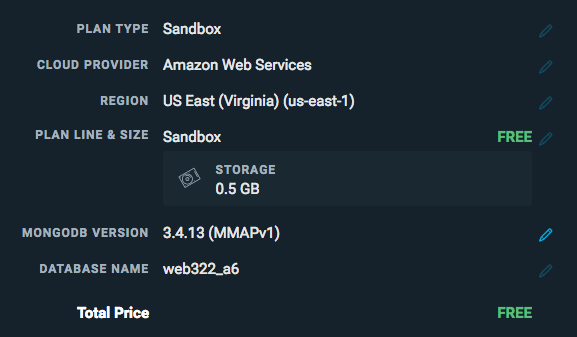 PLAN TYPE Sandbox
CLOUD PROVIDER Amazon Web Services
REGION US East (Virginia) (us-east-1)
PLAN LINE & SIZE Sandbox FREE
STORAGE
0.5 GB
MONGODB VERSION 3.4.13 (MMAPv1)
DATABASE NAME web322_a6
Total Price FREE